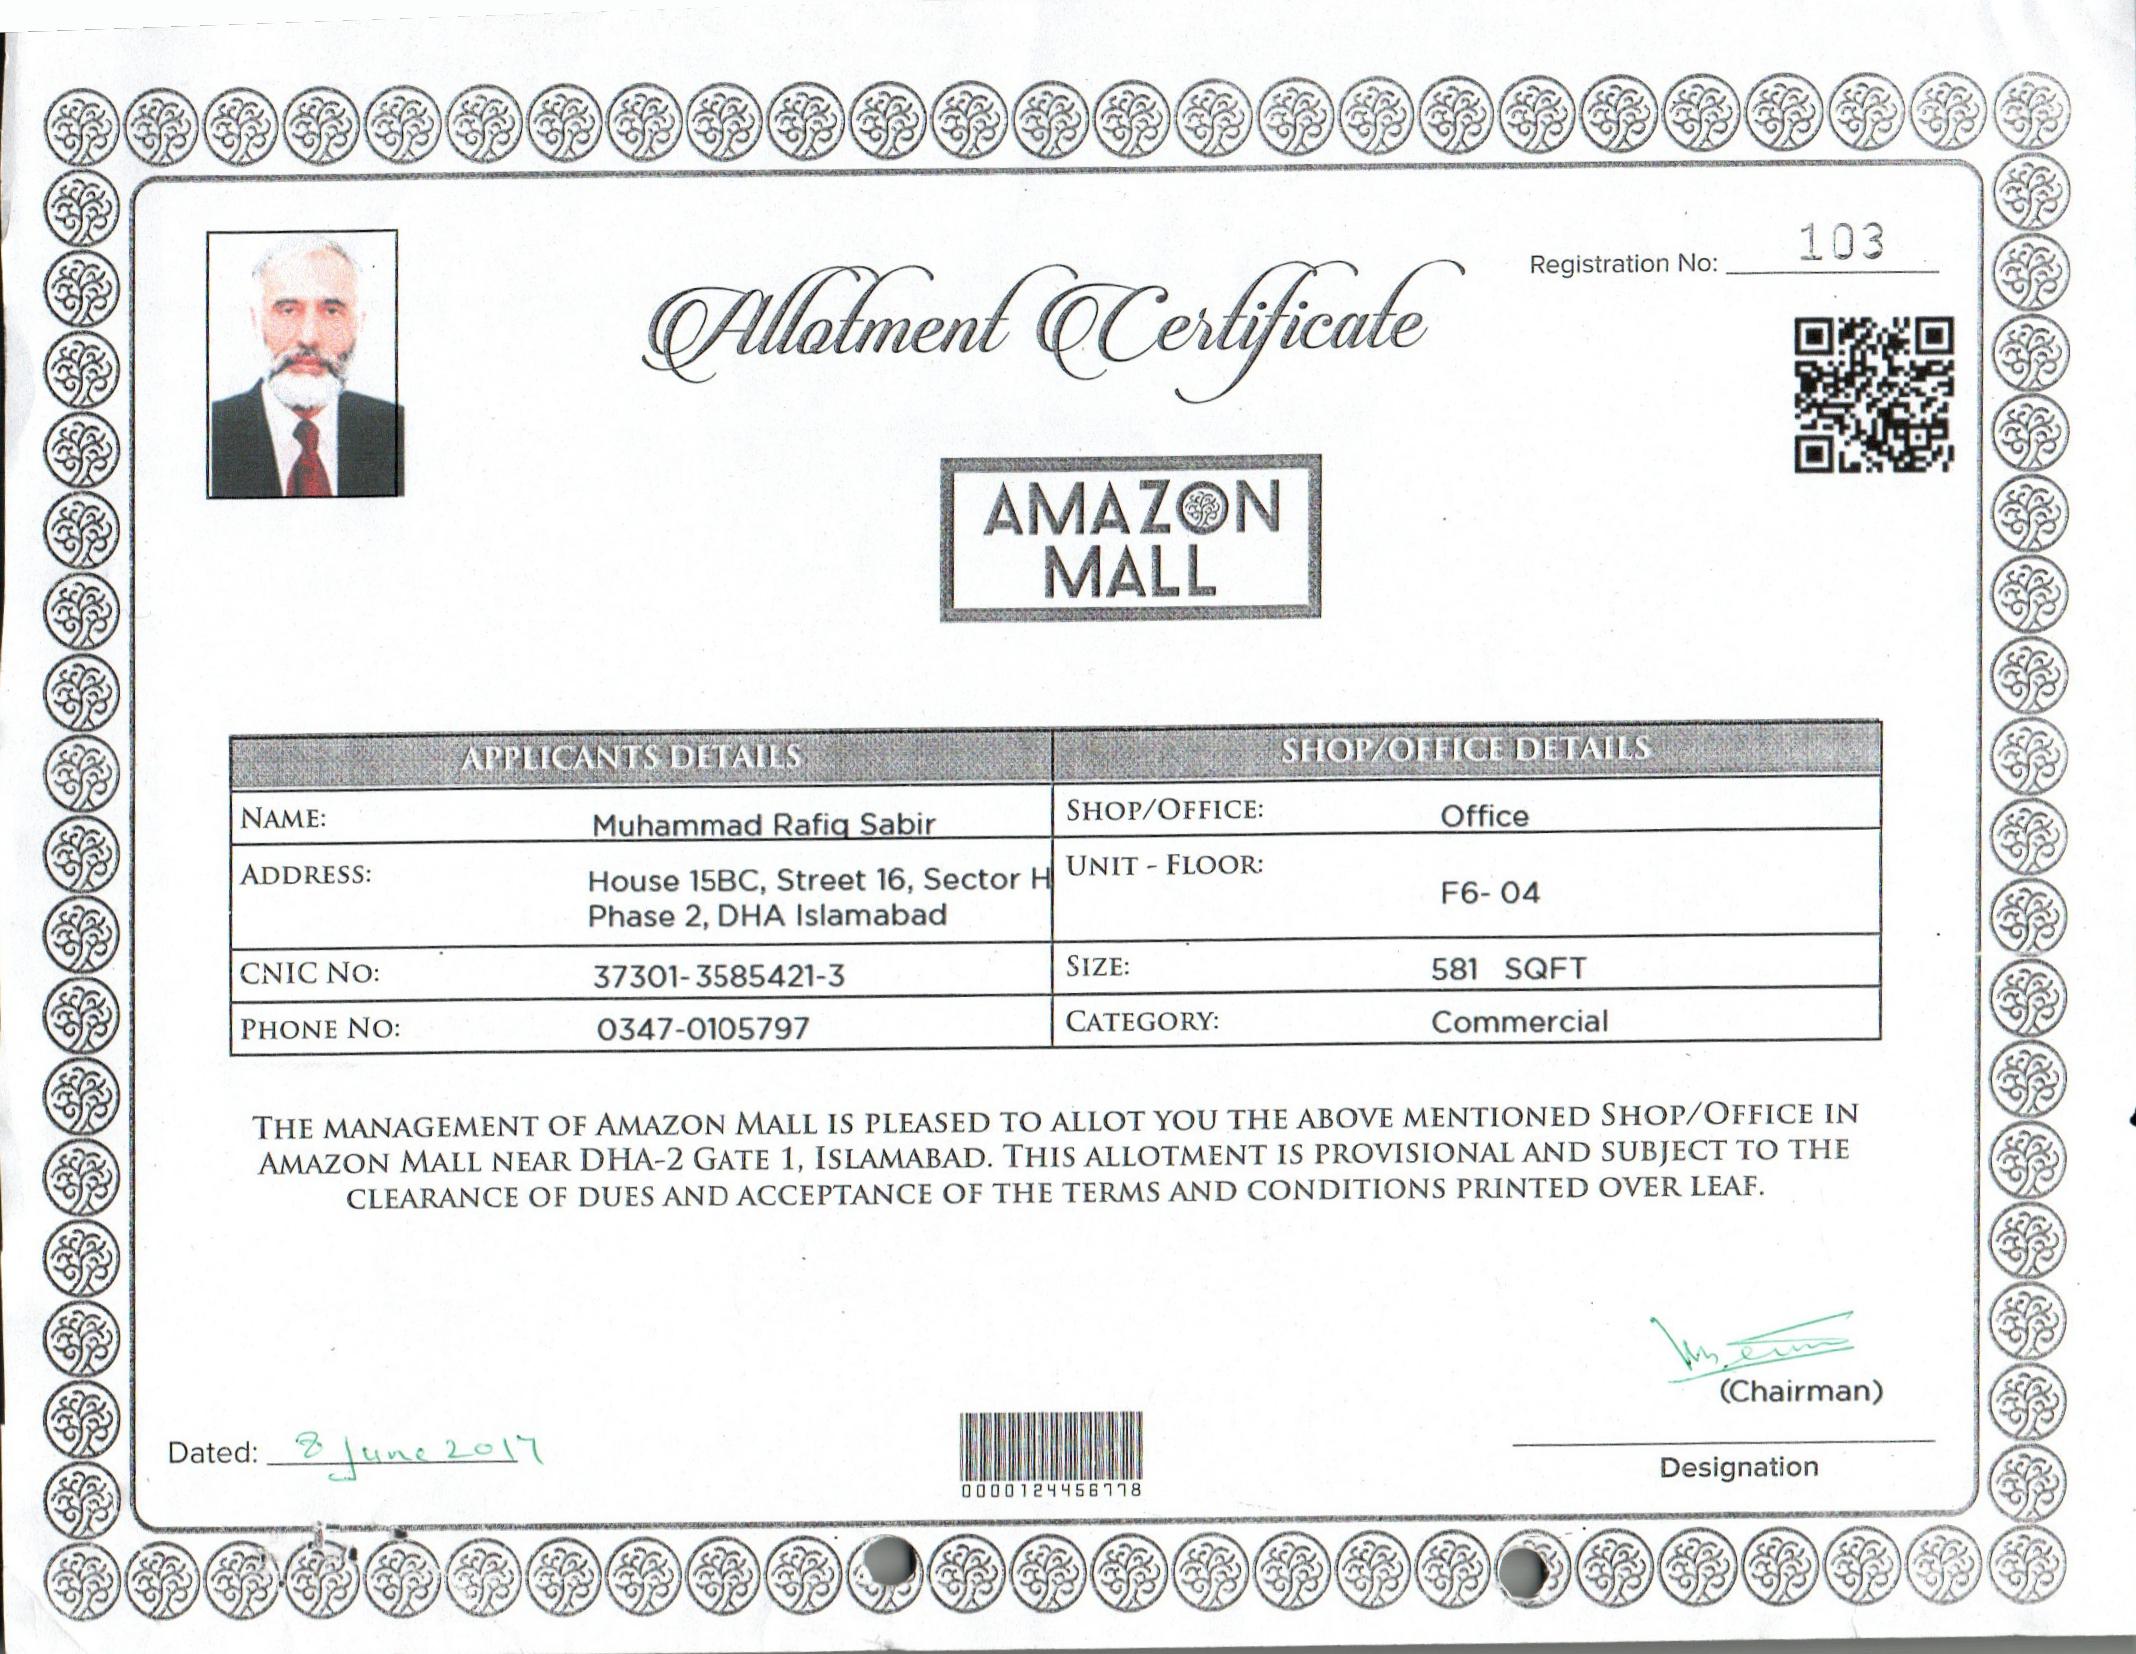 Registration No: 103
Allotment Certificate
AMAZON
MALL
APPLICANTS DETAILS
SHOP/OFFICE DETAILS
NAME: Muhammad Rafiq Sabir
SHOP/OFFICE: Office
ADDRESS: House 15BC, Street 16, Sector H
Phase 2, DHA Islamabad
UNIT - FLOOR: F6- 04
CNIC NO: 37301-3585421-3
SIZE: 581 SQFT
PHONE NO: 0347-0105797
CATEGORY: Commercial
THE MANAGEMENT OF AMAZON MALL IS PLEASED TO ALLOT YOU THE ABOVE MENTIONED SHOP/OFFICE IN
AMAZON MALL NEAR DHA-2 GATE 1, ISLAMABAD. THIS ALLOTMENT IS PROVISIONAL AND SUBJECT TO THE
CLEARANCE OF DUES AND ACCEPTANCE OF THE TERMS AND CONDITIONS PRINTED OVER LEAF.
(Chairman)
Dated: 8 June 2017
Designation
0000124456778